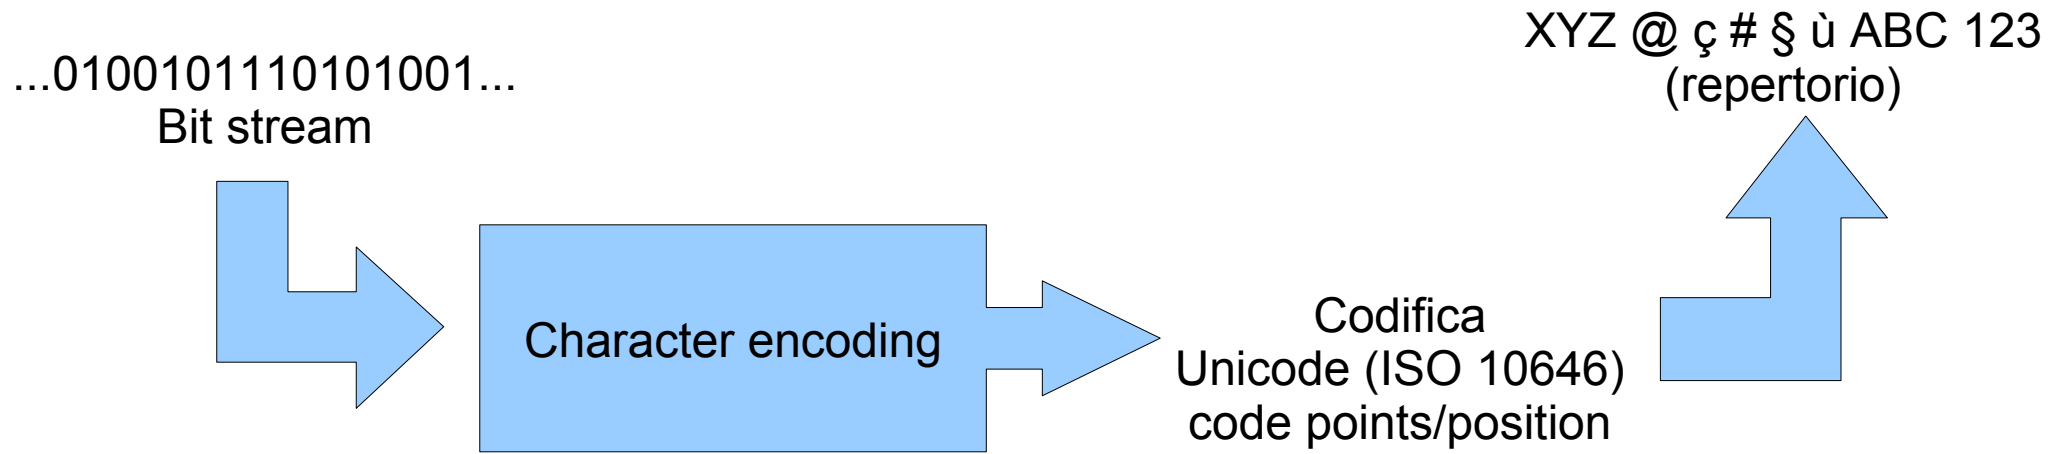 ...0100101110101001...
Bit stream
Character encoding
Codifica
Unicode (ISO 10646)
code points/position
XYZ @ ç # § ù ABC 123
(repertorio)